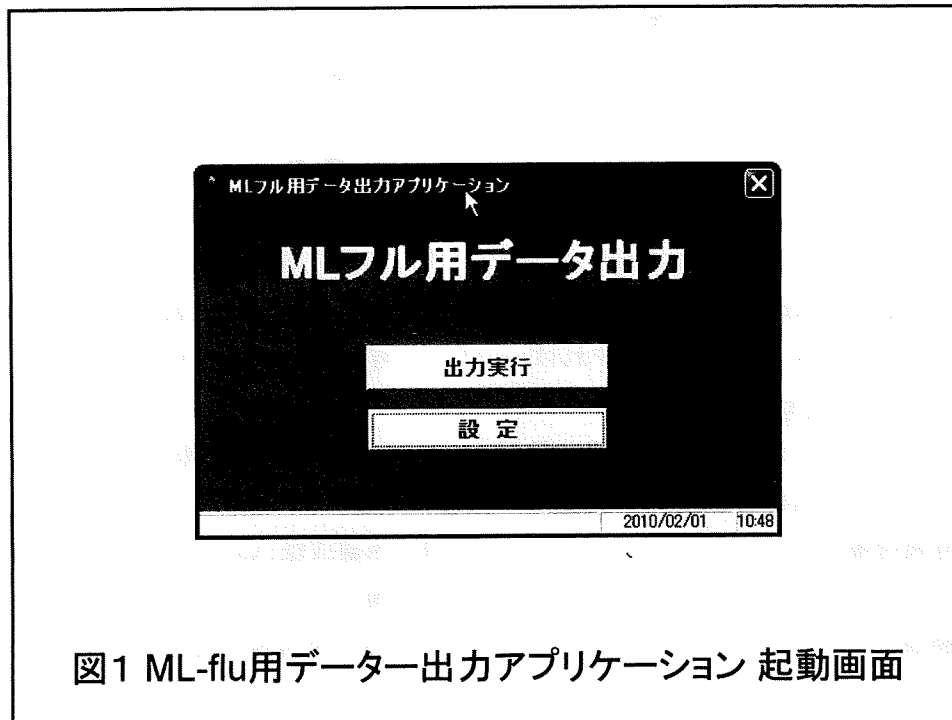 MLフル用データ出力アプリケーション
MLフル用データ出力
出力実行
設 定
2010/02/01 10:48
図1 ML-flu用データー出力アプリケーション 起動画面